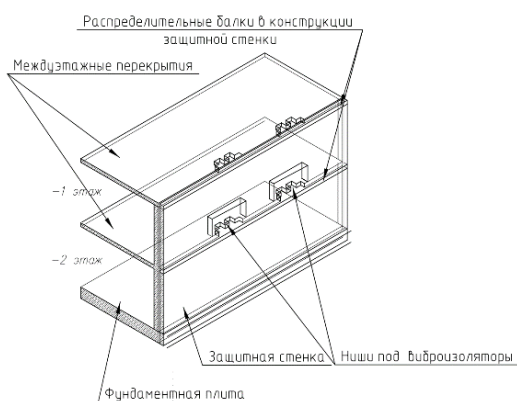 Распределительные балки в конструкции
защитной стенки
Междуэтажные перекрытия
-1 этаж
-2 этаж
Защитная стенка
Ниши под виброизоляторы
Фундаментная плита